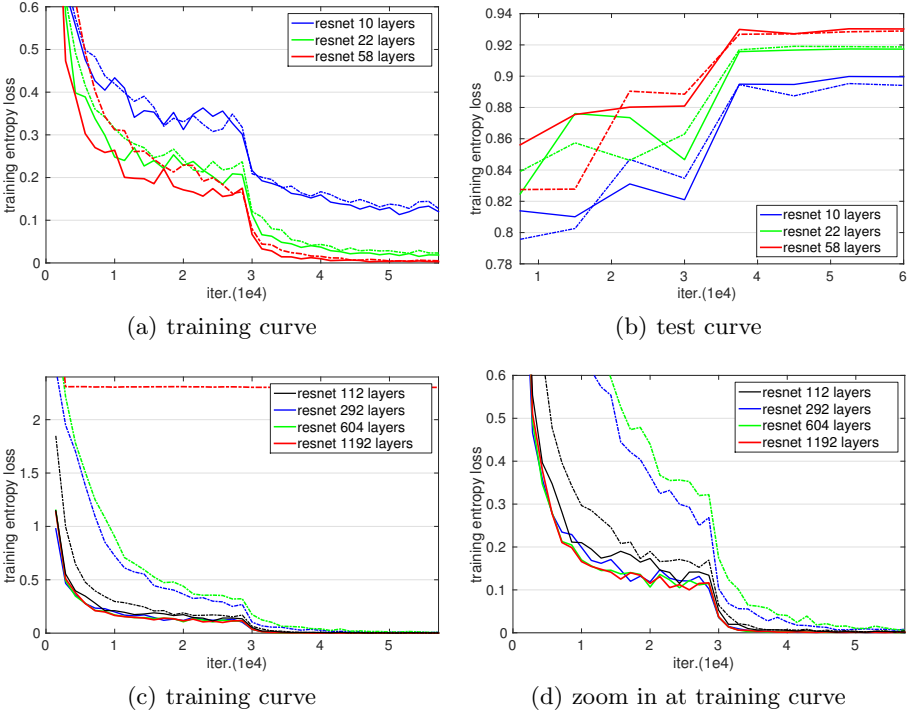 0.6
0.5
0.4
0.3
0.2
0.1
0
training entropy loss
resnet 10 layers
resnet 22 layers
resnet 58 layers
1 2 3 4 5
iter.(1e4)
(a) training curve
0.94
0.92
0.9
0.88
0.86
0.84
0.82
0.8
0.78
training entropy loss
resnet 10 layers
resnet 22 layers
resnet 58 layers
1 2 3 4 5 6
iter.(1e4)
(b) test curve
2
1.5
1
0.5
0
training entropy loss
resnet 112 layers
resnet 292 layers
resnet 604 layers
resnet 1192 layers
1 2 3 4 5
iter.(1e4)
(c) training curve
0.6
0.5
0.4
0.3
0.2
0.1
0
training entropy loss
resnet 112 layers
resnet 292 layers
resnet 604 layers
resnet 1192 layers
0 1 2 3 4 5
iter.(1e4)
(d) zoom in at training curve